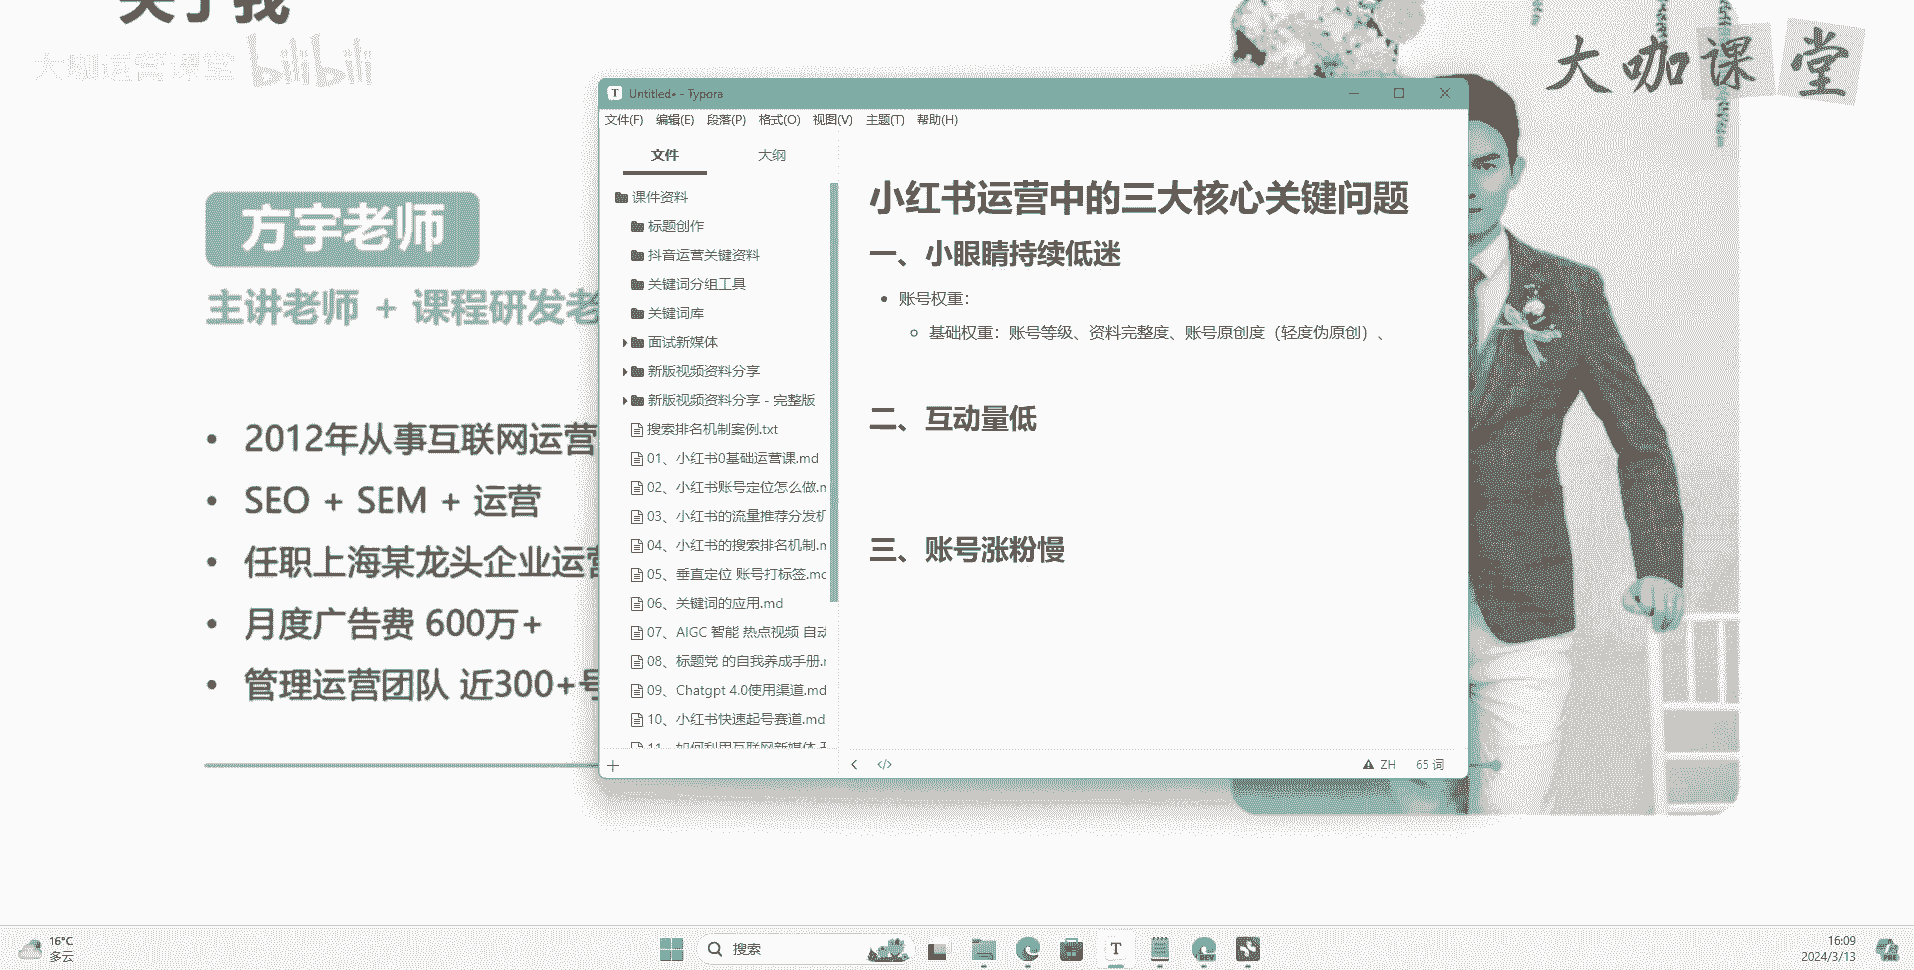 关于我
大咖运营课堂 bilibili
大咖课堂
方宇老师
主讲老师 + 课程研发老
2012年从事互联网运营
SEO + SEM + 运营
任职上海某龙头企业运营
月度广告费 600万+
管理运营团队 近300+号
Untitled• - Typora
文件(F) 编辑(E) 段落(P) 格式(O) 视图(V) 主题(T) 帮助(H)
文件 大纲
课件资料
标题创作
抖音运营关键资料
关键词分组工具
关键词库
面试新媒体
新版视频资料分享
新版视频资料分享 - 完整版
搜索排名机制案例.txt
01、小红书0基础运营课.md
02、小红书账号定位怎么做.m
03、小红书的流量推荐分发机
04、小红书的搜索排名机制.m
05、垂直定位 账号打标签.md
06、关键词的应用.md
07、AIGC 智能 热点视频 自动
08、标题党 的自我养成手册.m
09、Chatgpt 4.0使用渠道.md
10、小红书快速起号赛道.md
11、如何利用互联网新媒体
小红书运营中的三大核心关键问题
一、小眼睛持续低迷
账号权重：
基础权重：账号等级、资料完整度、账号原创度（轻度伪原创）、
二、互动量低
三、账号涨粉慢
ZH 65 词
16°C
多云
搜索
T
DEV
16:09
2024/3/13
PRE